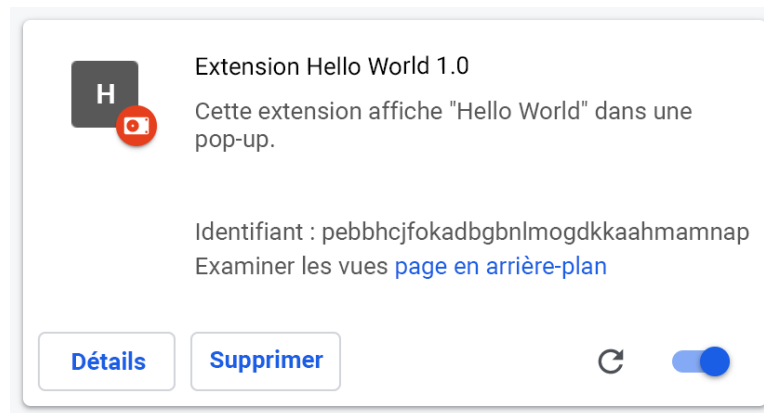 H
Extension Hello World 1.0
Cette extension affiche "Hello World" dans une
pop-up.
Identifiant : pebbhcjfokadbgbnlmogdkkaahmamnap
Examiner les vues page en arrière-plan
Détails
Supprimer